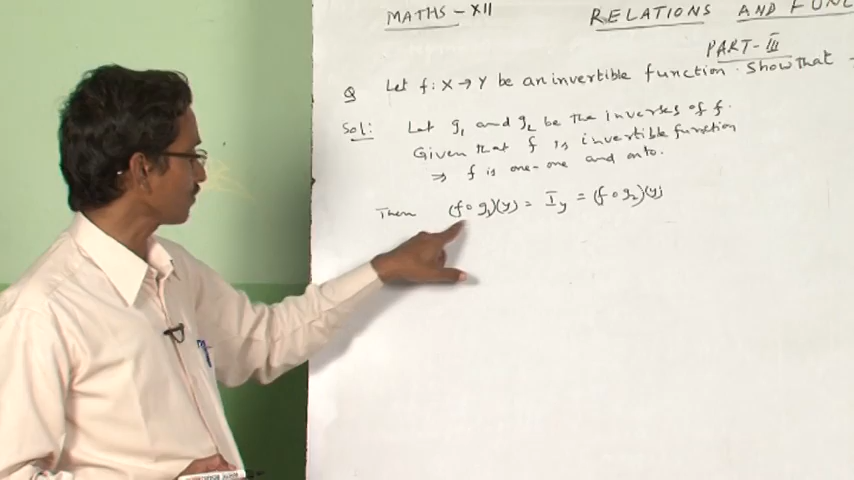 MATHS - XII RELATIONS AND FUNC
PART-III
Q Let f: X → Y be an invertible function. Show that
Sol: Let g₁ and g₂ be the inverses of f.
Given that f is invertible function
⇒ f is one-one and onto.
Then (f∘g₁)(y) = I_y = (f∘g₂)(y)